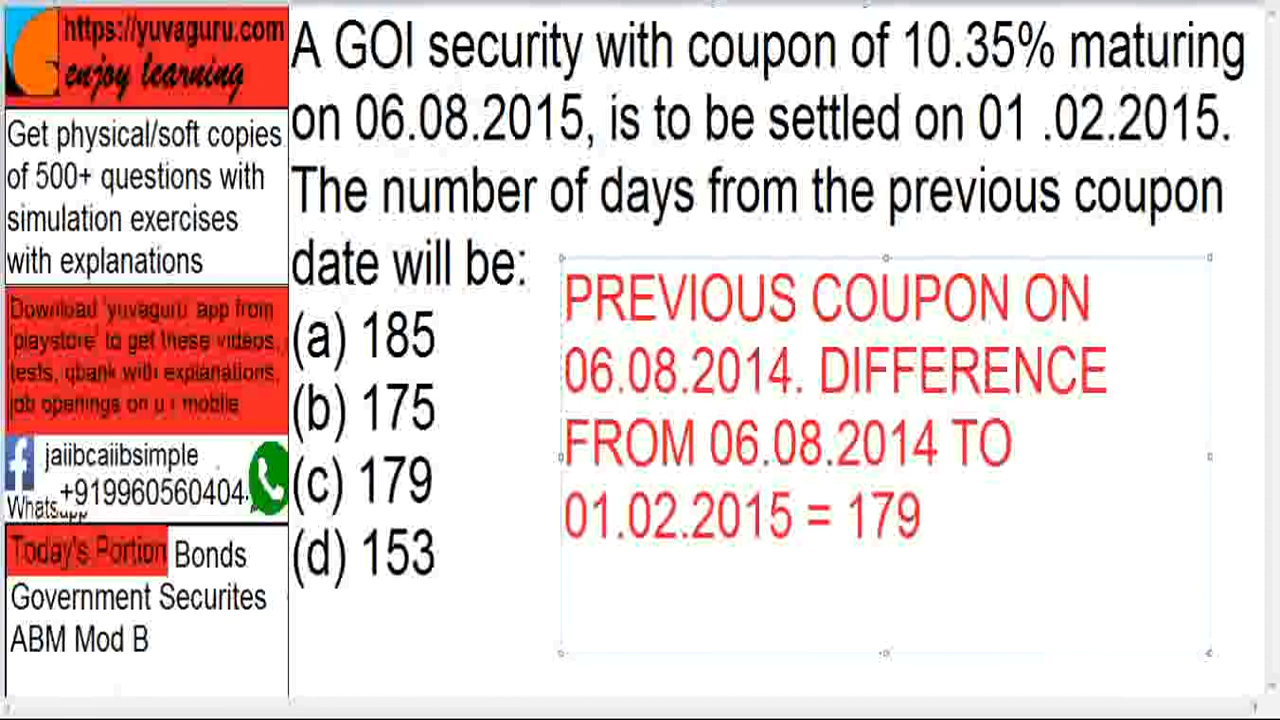 https://yuvaguru.com
enjoy learning
Get physical/soft copies
of 500+ questions with
simulation exercises
with explanations
Download 'yuvaguru' app from
'playstore' to get these videos,
tests, qbank with explanations,
job openings on u r mobile
jaiibcaiibsimple
+919960560404
Whatsapp
Today's Portion Bonds
Government Securites
ABM Mod B
A GOI security with coupon of 10.35% maturing
on 06.08.2015, is to be settled on 01 .02.2015.
The number of days from the previous coupon
date will be:
(a) 185
(b) 175
(c) 179
(d) 153
PREVIOUS COUPON ON
06.08.2014. DIFFERENCE
FROM 06.08.2014 TO
01.02.2015 = 179